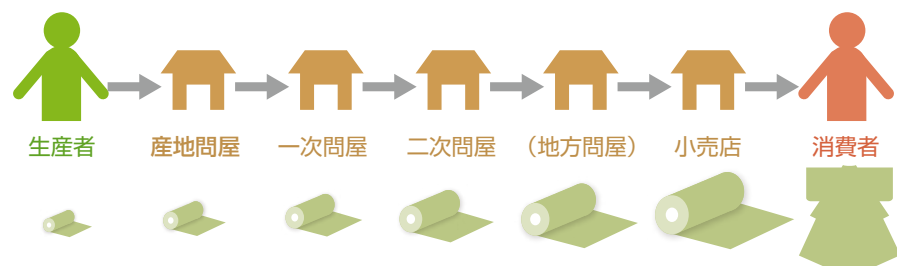 生産者
産地問屋
一次問屋
二次問屋
（地方問屋）
小売店
消費者